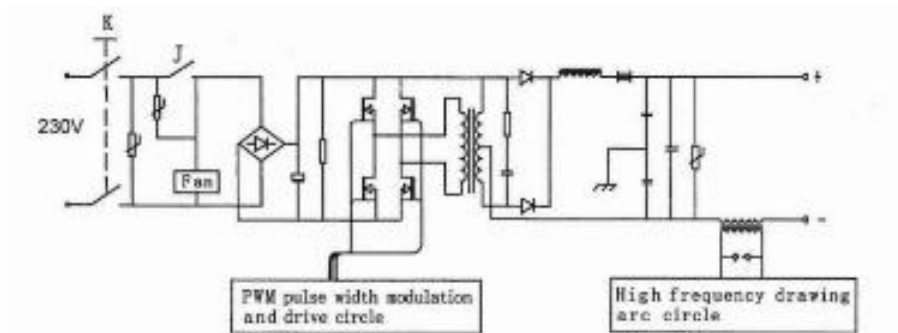 K
J
230V
Fan
+
-
PWM pulse width modulation
and drive circle
High frequency drawing
arc circle